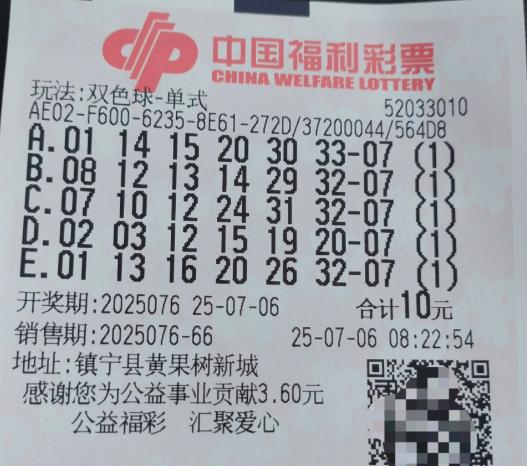 中国福利彩票
CHINA WELFARE LOTTERY
玩法:双色球-单式 52033010
AE02-F600-6235-8E61-272D/37200044/564D8
A.01 14 15 20 30 33-07 (1)
B.08 12 13 14 29 32-07 (1)
C.07 10 12 24 31 32-07 (1)
D.02 03 12 15 19 20-07 (1)
E.01 13 16 20 26 32-07 (1)
开奖期:2025076 25-07-06 合计10元
销售期:2025076-66 25-07-06 08:22:54
地址:镇宁县黄果树新城
感谢您为公益事业贡献3.60元
公益福彩 汇聚爱心